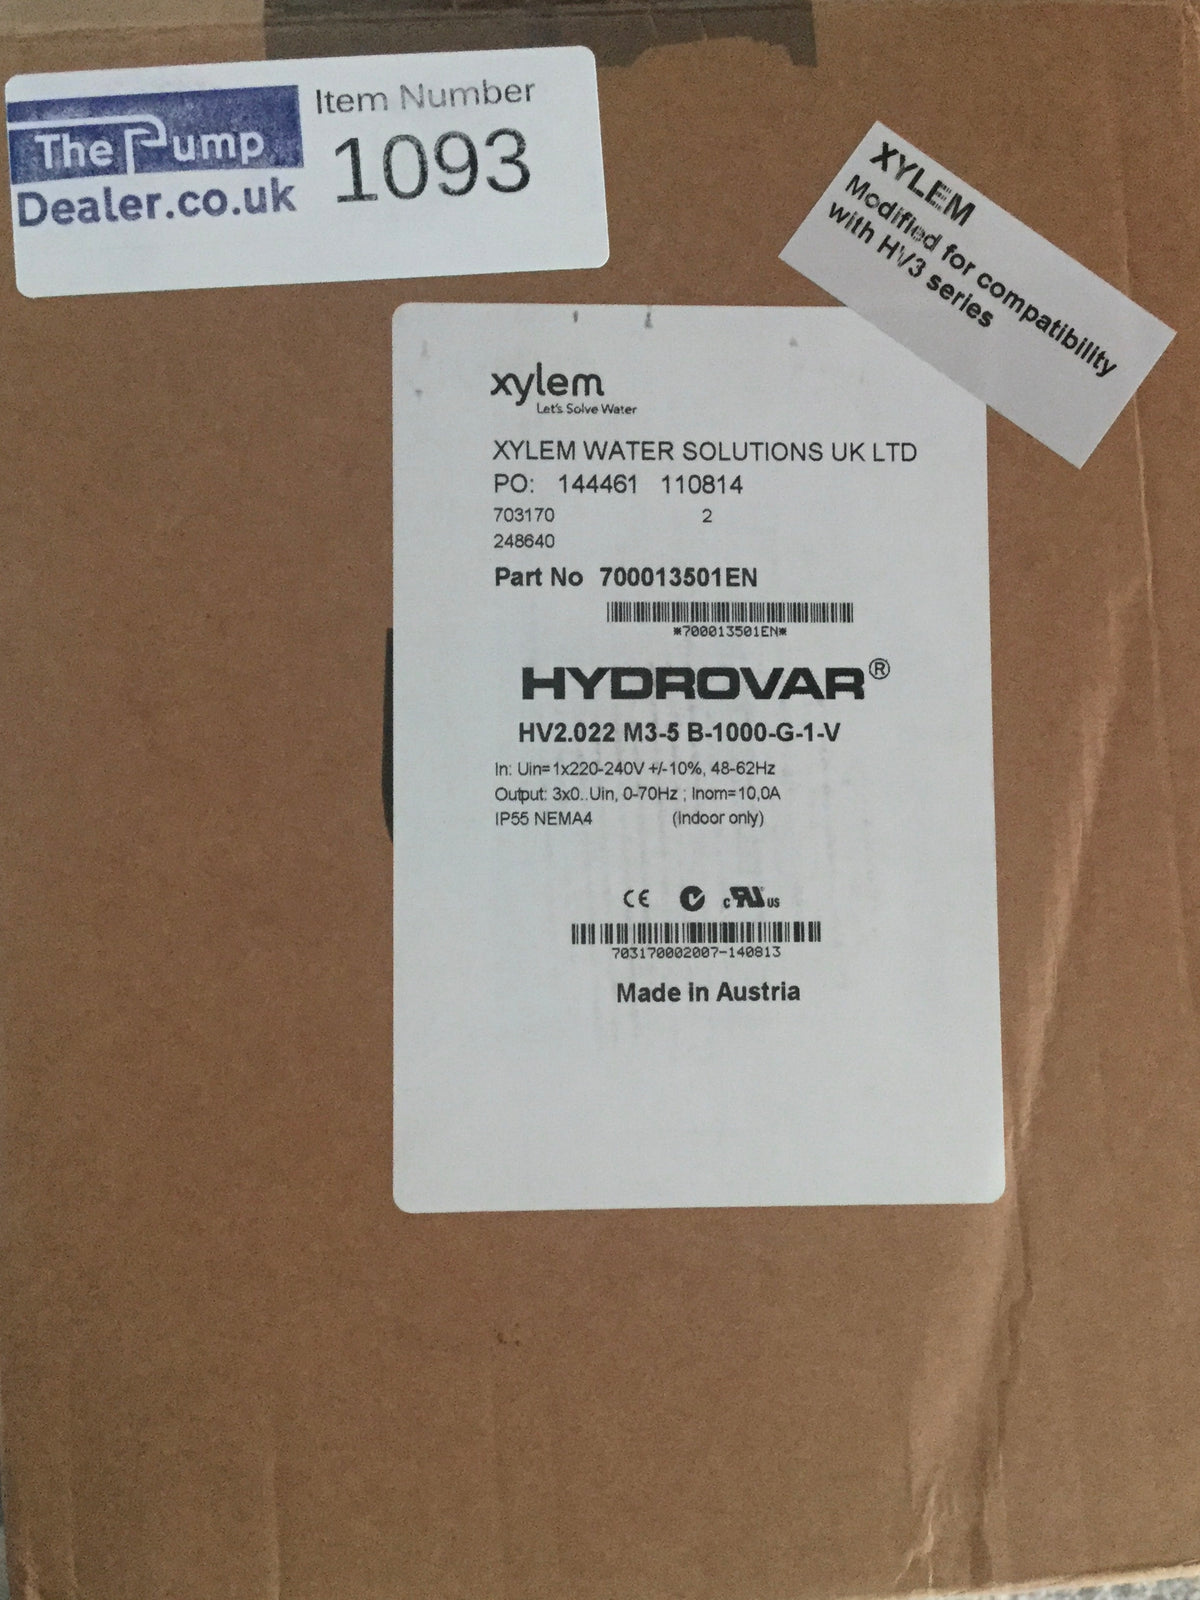 The Pump
Dealer.co.uk
Item Number
1093
XYLEM
Modified for compatibility
with HV3 series
xylem
Let's Solve Water
XYLEM WATER SOLUTIONS UK LTD
PO: 144461 110814
703170 2
248640
Part No 700013501EN
*700013501EN*
HYDROVAR®
HV2.022 M3-5 B-1000-G-1-V
In: Uin=1x220-240V +/-10%, 48-62Hz
Output: 3x0..Uin, 0-70Hz ; Inom=10,0A
IP55 NEMA4 (Indoor only)
CE c RU US
703170002007-140813
Made in Austria